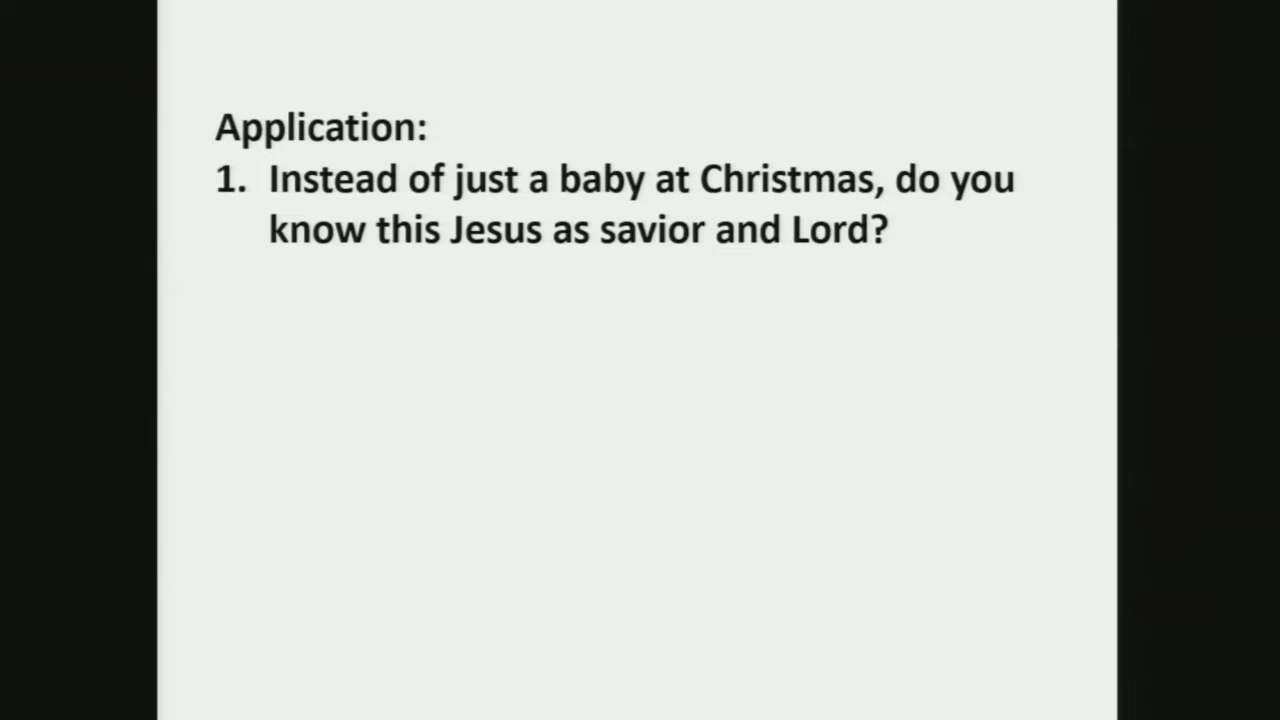 Application:
1. Instead of just a baby at Christmas, do you
know this Jesus as savior and Lord?